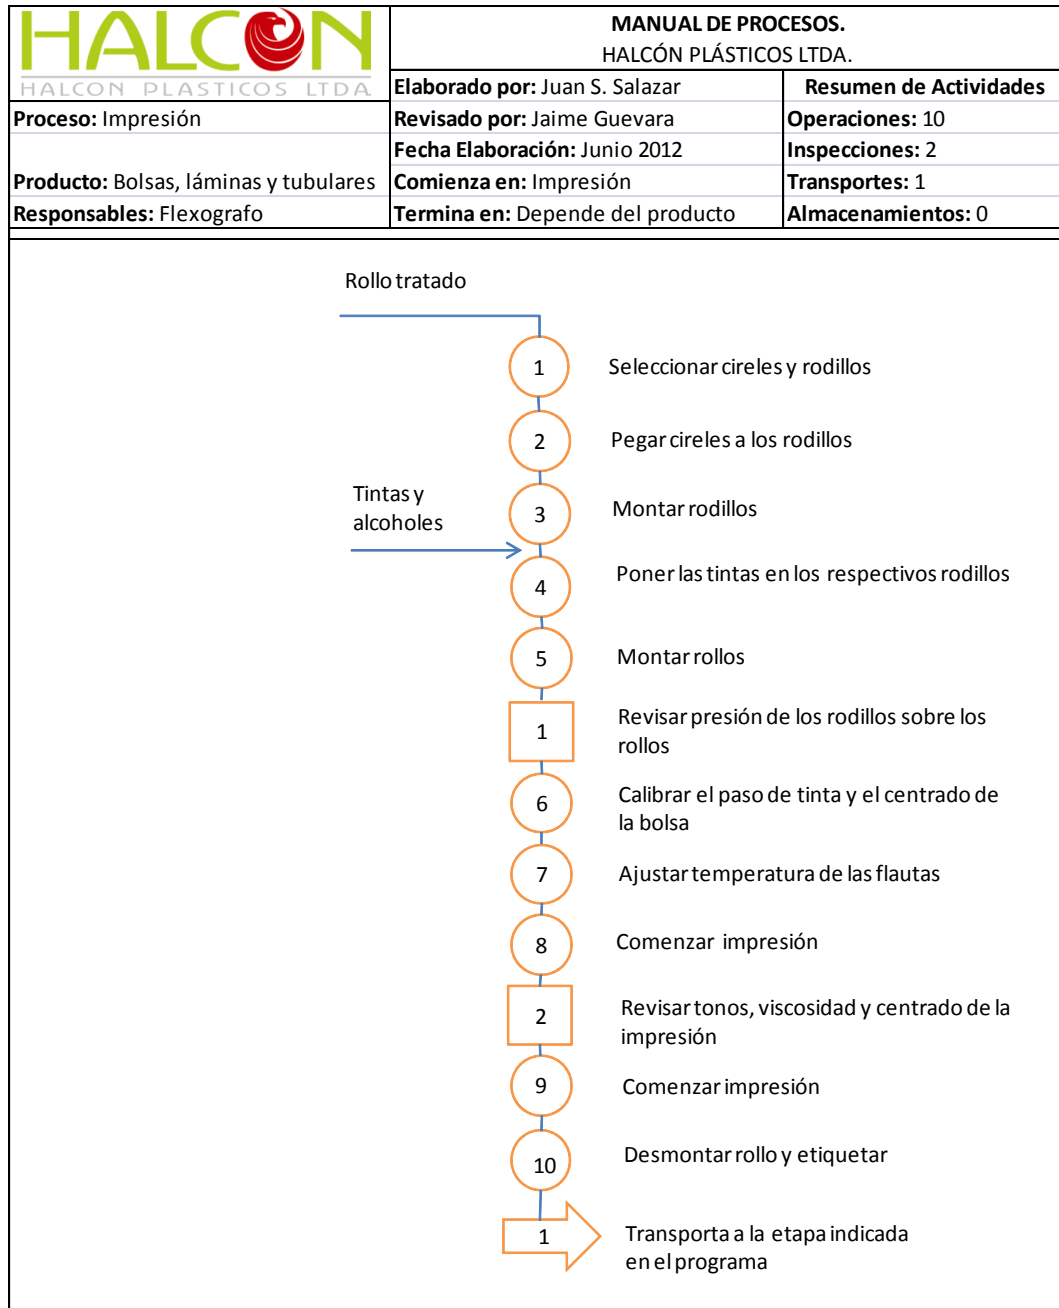 HALCON
HALCON PLASTICOS LTDA
MANUAL DE PROCESOS.
HALCÓN PLÁSTICOS LTDA.
Elaborado por: Juan S. Salazar
Resumen de Actividades
Proceso: Impresión
Revisado por: Jaime Guevara
Operaciones: 10
Fecha Elaboración: Junio 2012
Inspecciones: 2
Producto: Bolsas, láminas y tubulares
Comienza en: Impresión
Transportes: 1
Responsables: Flexografo
Termina en: Depende del producto
Almacenamientos: 0
Rollo tratado
1
Seleccionar cireles y rodillos
2
Pegar cireles a los rodillos
Tintas y
alcoholes
3
Montar rodillos
4
Poner las tintas en los respectivos rodillos
5
Montar rollos
1
Revisar presión de los rodillos sobre los
rollos
6
Calibrar el paso de tinta y el centrado de
la bolsa
7
Ajustar temperatura de las flautas
8
Comenzar impresión
2
Revisar tonos, viscosidad y centrado de la
impresión
9
Comenzar impresión
10
Desmontar rollo y etiquetar
1
Transporta a la etapa indicada
en el programa